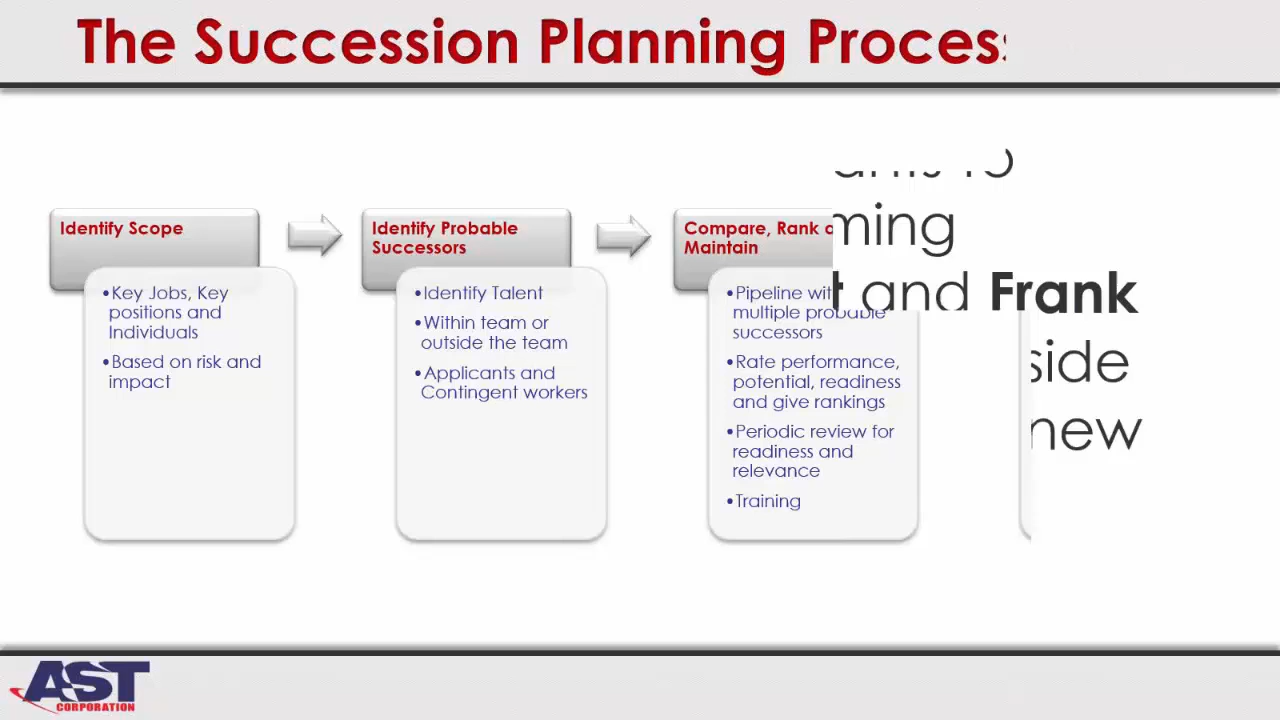 The Succession Planning Proces
Identify Scope
•Key Jobs, Key
positions and
Individuals
•Based on risk and
impact
Identify Probable
Successors
•Identify Talent
•Within team or
outside the team
•Applicants and
Contingent workers
Compare, Rank
Maintain
•Pipeline
multiple probable
successors
•Rate performance,
potential, readiness
and give rankings
•Periodic review for
readiness and
relevance
•Training
to
ming
and Frank
side
new
AST
CORPORATION